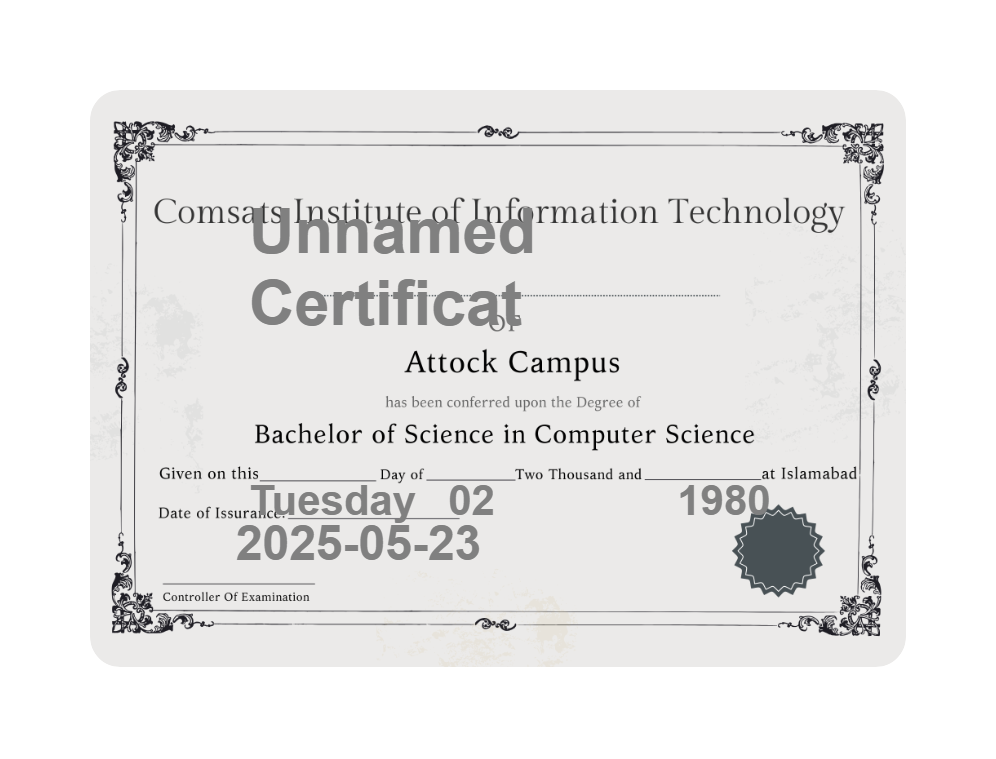 Comsats Institute of Information Technology
Unnamed
Certificat
OF
Attock Campus
has been conferred upon the Degree of
Bachelor of Science in Computer Science
Given on this Day of Two Thousand and at Islamabad
Tuesday 02 1980
Date of Issurance:
2025-05-23
Controller Of Examination